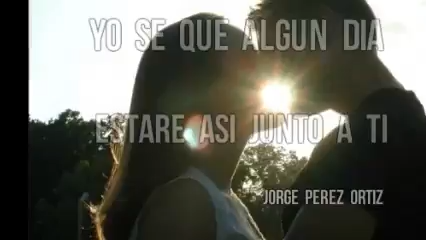 YO SE QUE ALGUN DIA
ESTARE ASI JUNTO A TI
JORGE PEREZ ORTIZ